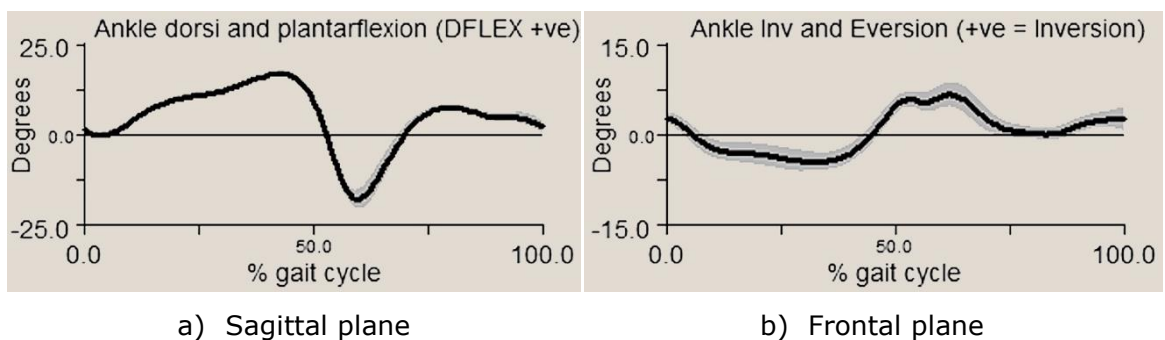 Ankle dorsi and plantarflexion (DFLEX +ve)
25.0
Degrees
0.0
-25.0
0.0
50.0
100.0
% gait cycle
a) Sagittal plane
Ankle Inv and Eversion (+ve = Inversion)
15.0
Degrees
0.0
-15.0
0.0
50.0
100.0
% gait cycle
b) Frontal plane